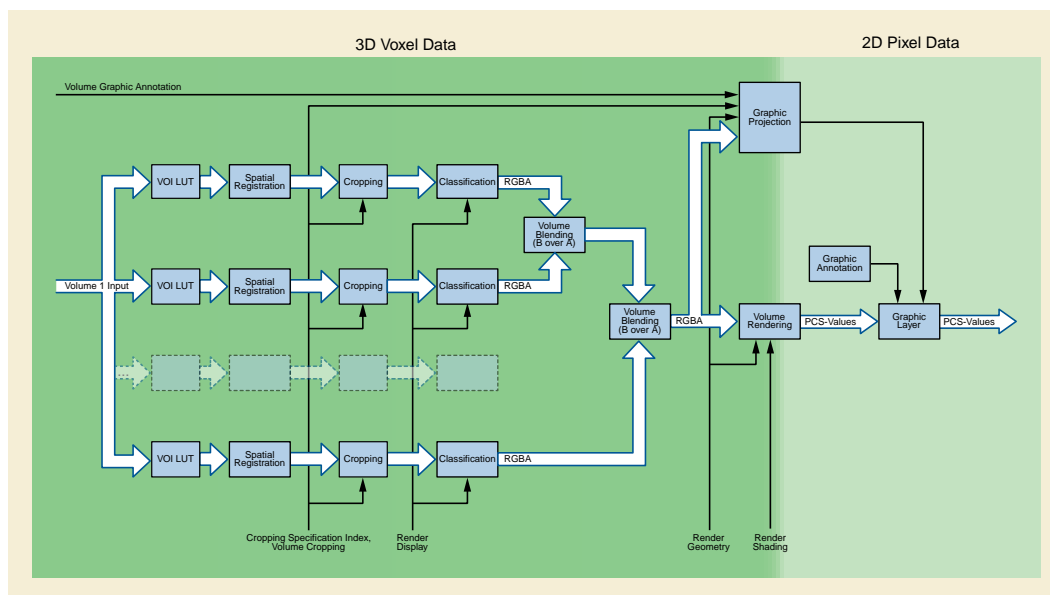 3D Voxel Data
2D Pixel Data
Volume Graphic Annotation
Graphic
Projection
VOI LUT
Spatial
Registration
Cropping
Classification
RGBA
Volume
Blending
(B over A)
Graphic
Annotation
Volume 1 Input
VOI LUT
Spatial
Registration
Cropping
Classification
RGBA
Volume
Blending
(B over A)
RGBA
Volume
Rendering
PCS-Values
Graphic
Layer
PCS-Values
...
VOI LUT
Spatial
Registration
Cropping
Classification
RGBA
Cropping Specification Index,
Volume Cropping
Render
Display
Render
Geometry
Render
Shading